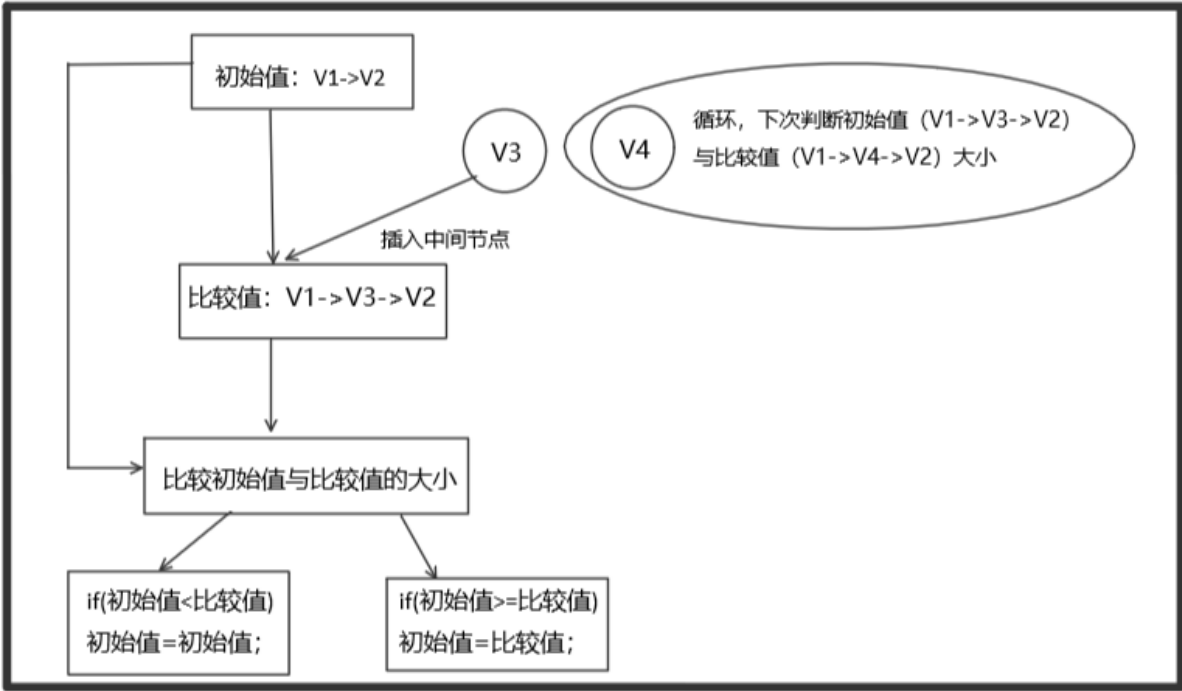 初始值：V1->V2
V3
V4
循环，下次判断初始值（V1->V3->V2）
与比较值（V1->V4->V2）大小
插入中间节点
比较值：V1->V3->V2
比较初始值与比较值的大小
if(初始值<比较值)
初始值=初始值;
if(初始值>=比较值)
初始值=比较值;